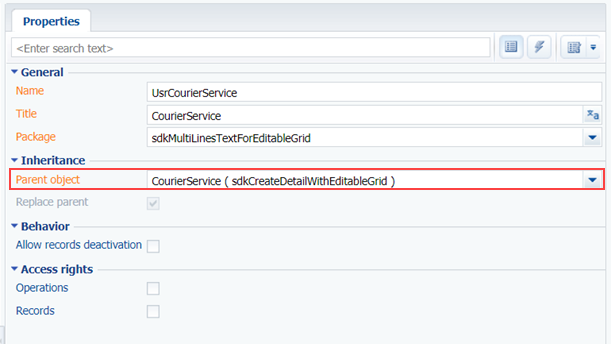 Properties
<Enter search text>
General
Name UsrCourierService
Title CourierService
Package sdkMultiLinesTextForEditableGrid
Inheritance
Parent object CourierService ( sdkCreateDetailWithEditableGrid )
Replace parent
Behavior
Allow records deactivation
Access rights
Operations
Records